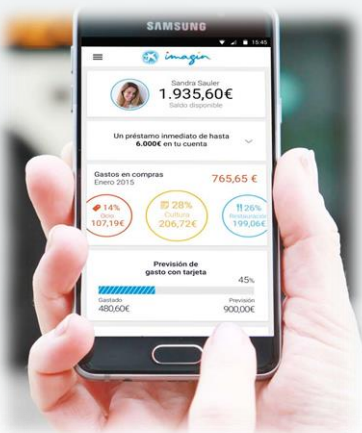 SAMSUNG
15:45
imagin
Sandra Sauler
1.935,60€
Saldo disponible
Un préstamo inmediato de hasta
6.000€ en tu cuenta
Gastos en compras
Enero 2015
765,65 €
14%
Ocio
107,19€
28%
Cultura
206,72€
26%
Restauración
199,06€
Previsión de
gasto con tarjeta
45%
Gastado
480,60€
Previsión
900,00€